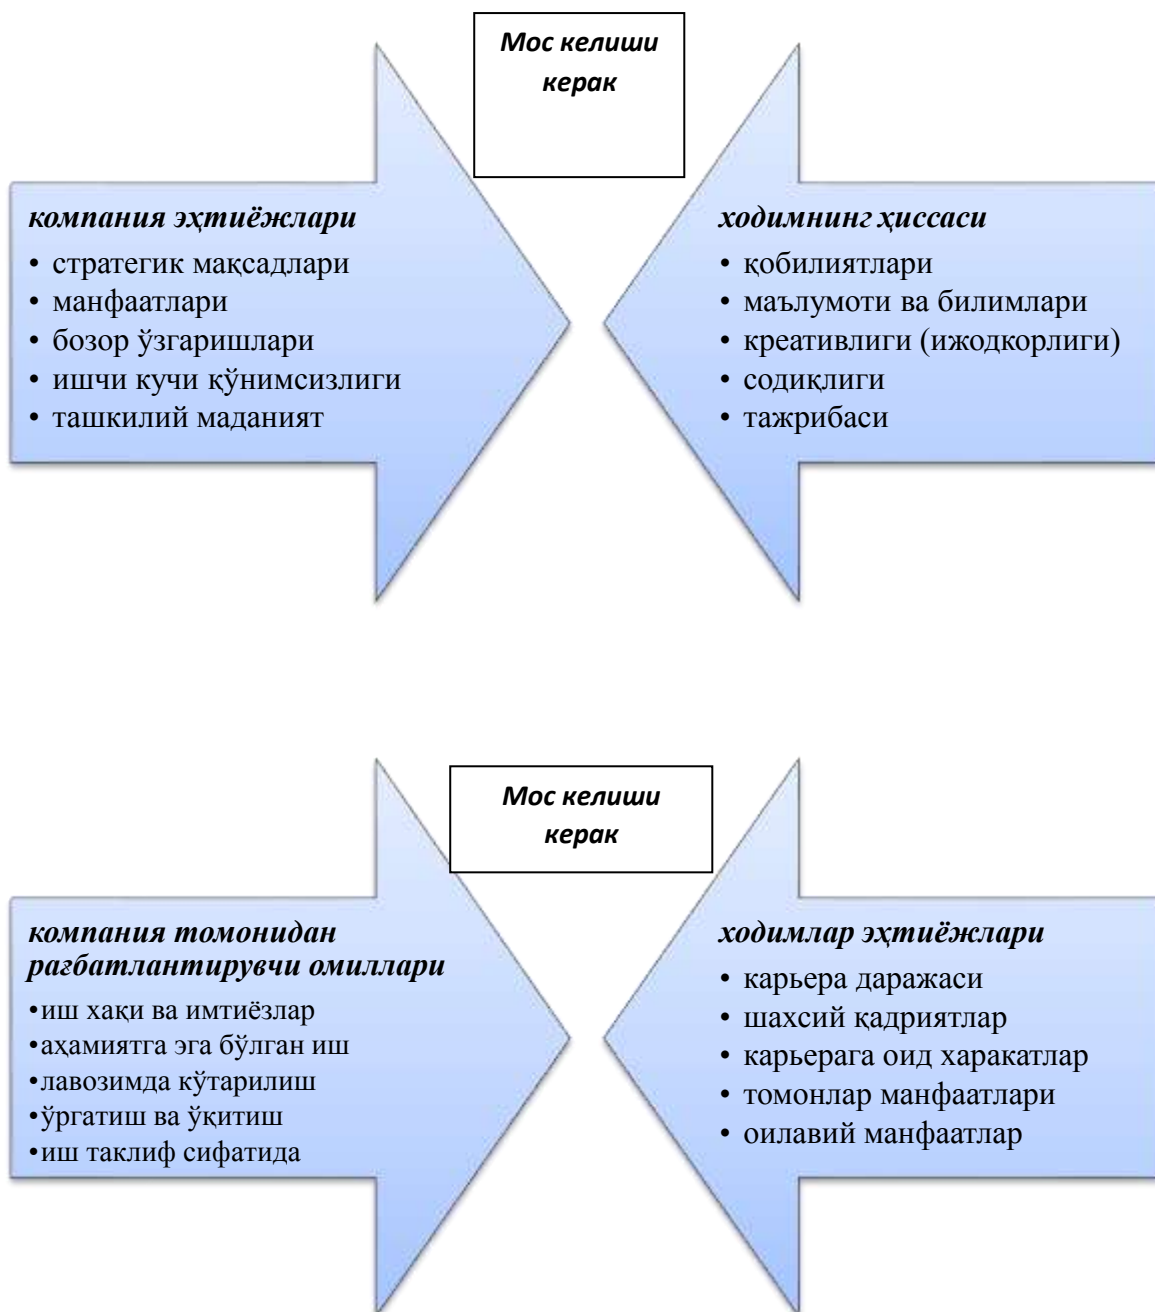 Мос келиши
керак
компания эҳтиёжлари
• стратегик мақсадлари
• манфаатлари
• бозор ўзгаришлари
• ишчи кучи қўнимсизлиги
• ташкилий маданият
ходимнинг ҳиссаси
• қобилиятлари
• маълумоти ва билимлари
• креативлиги (ижодкорлиги)
• содиқлиги
• тажрибаси
Мос келиши
керак
компания томонидан
рағбатлантирувчи омиллари
•иш хақи ва имтиёзлар
•аҳамиятга эга бўлган иш
•лавозимда кўтарилиш
•ўргатиш ва ўқитиш
•иш таклиф сифатида
ходимлар эҳтиёжлари
• карьера даражаси
• шахсий қадриятлар
• карьерага оид харакатлар
• томонлар манфаатлари
• оилавий манфаатлар